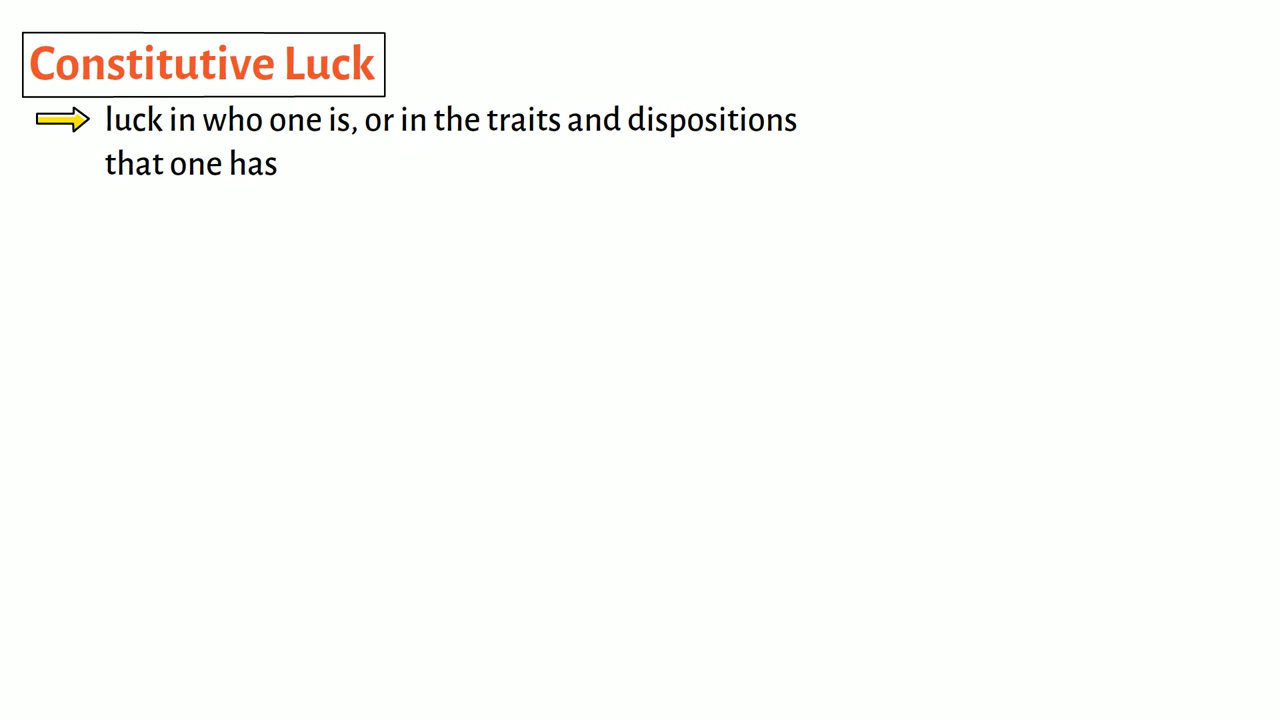 Constitutive Luck
luck in who one is, or in the traits and dispositions
that one has